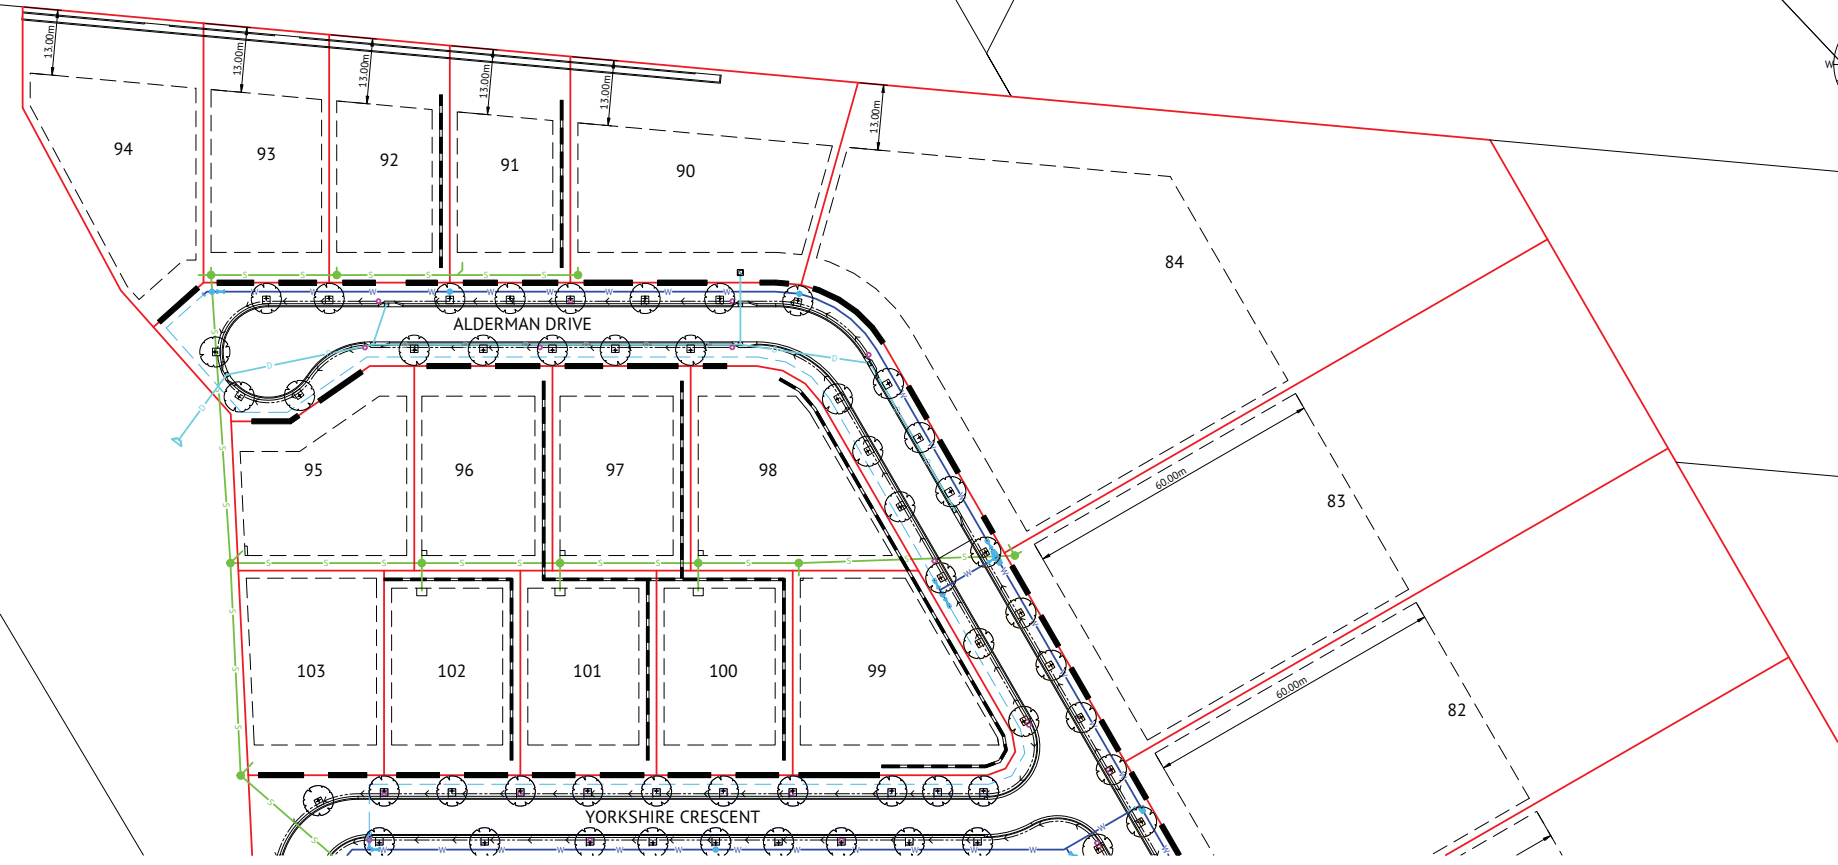 13.00m
13.00m
13.00m
13.00m
13.00m
13.00m
94
93
92
91
90
84
S S S S
W W W W W W W
ALDERMAN DRIVE
D
D
D
95
96
97
98
60.00m
83
S S S S S S S
103
102
101
100
99
60.00m
82
YORKSHIRE CRESCENT
W W W W W W
W